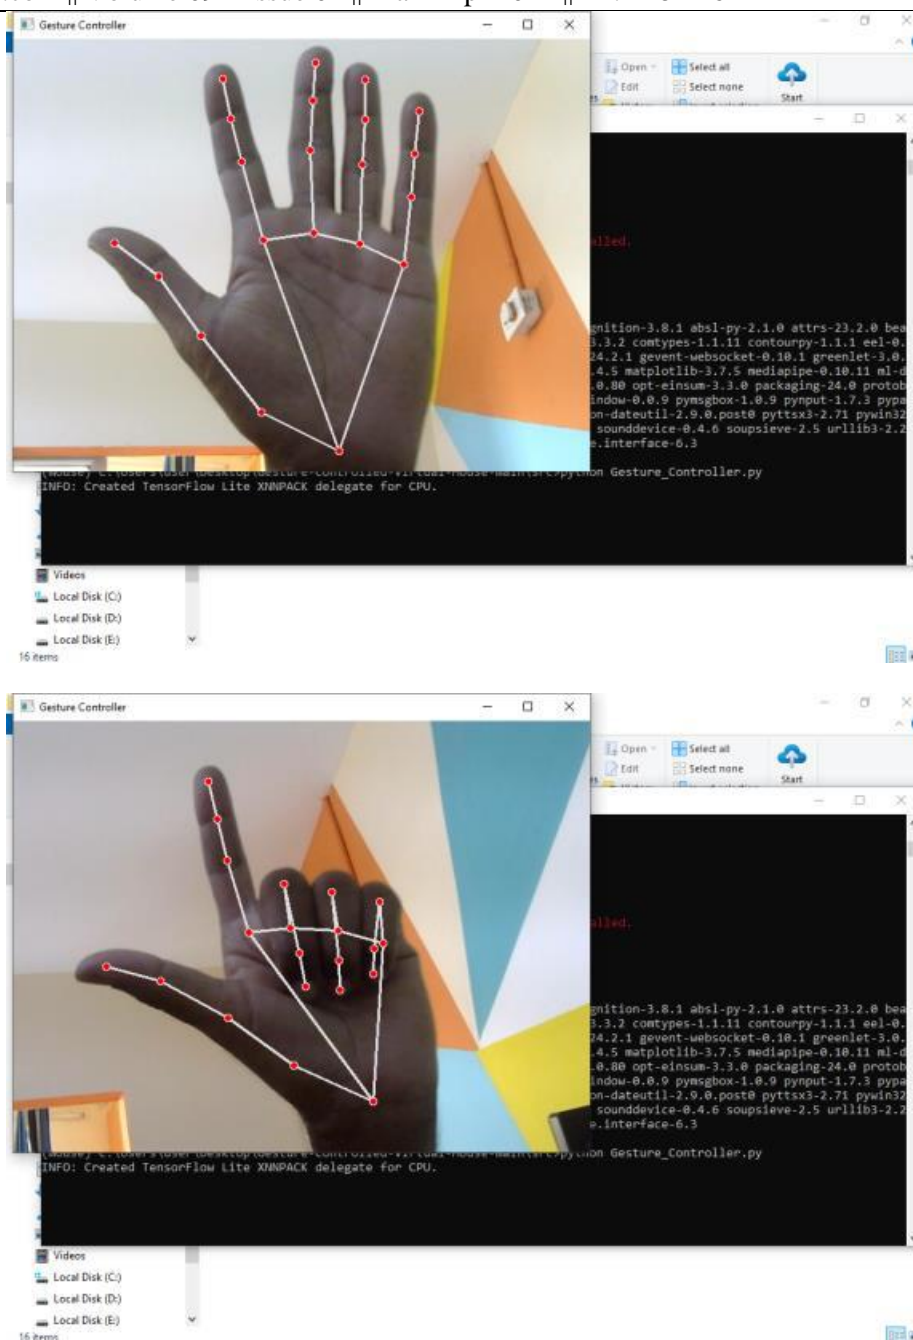 Gesture Controller
Open
Select all
Edit
Select none
Start
alled.
gnition-3.8.1 absl-py-2.1.0 attrs-23.2.0 bea
3.3.2 comtypes-1.1.11 contourpy-1.1.1 eel-0.
24.2.1 gevent-websocket-0.10.1 greenlet-3.0.
.4.5 matplotlib-3.7.5 mediapipe-0.10.11 ml-d
.0.80 opt-einsum-3.3.0 packaging-24.0 protob
indow-0.0.9 pymsgbox-1.0.9 pynput-1.7.3 pypa
on-dateutil-2.9.0.post0 pyttsx3-2.71 pywin32
sounddevice-0.4.6 soupsieve-2.5 urllib3-2.2
e.interface-6.3
python Gesture_Controller.py
INFO: Created TensorFlow Lite XNNPACK delegate for CPU.
Videos
Local Disk (C:)
Local Disk (D:)
Local Disk (E:)
16 items
Gesture Controller
Open
Select all
Edit
Select none
Start
alled.
gnition-3.8.1 absl-py-2.1.0 attrs-23.2.0 bea
3.3.2 comtypes-1.1.11 contourpy-1.1.1 eel-0.
24.2.1 gevent-websocket-0.10.1 greenlet-3.0.
.4.5 matplotlib-3.7.5 mediapipe-0.10.11 ml-d
.0.80 opt-einsum-3.3.0 packaging-24.0 protob
indow-0.0.9 pymsgbox-1.0.9 pynput-1.7.3 pypa
on-dateutil-2.9.0.post0 pyttsx3-2.71 pywin32
sounddevice-0.4.6 soupsieve-2.5 urllib3-2.2
e.interface-6.3
python Gesture_Controller.py
INFO: Created TensorFlow Lite XNNPACK delegate for CPU.
Videos
Local Disk (C:)
Local Disk (D:)
Local Disk (E:)
16 items